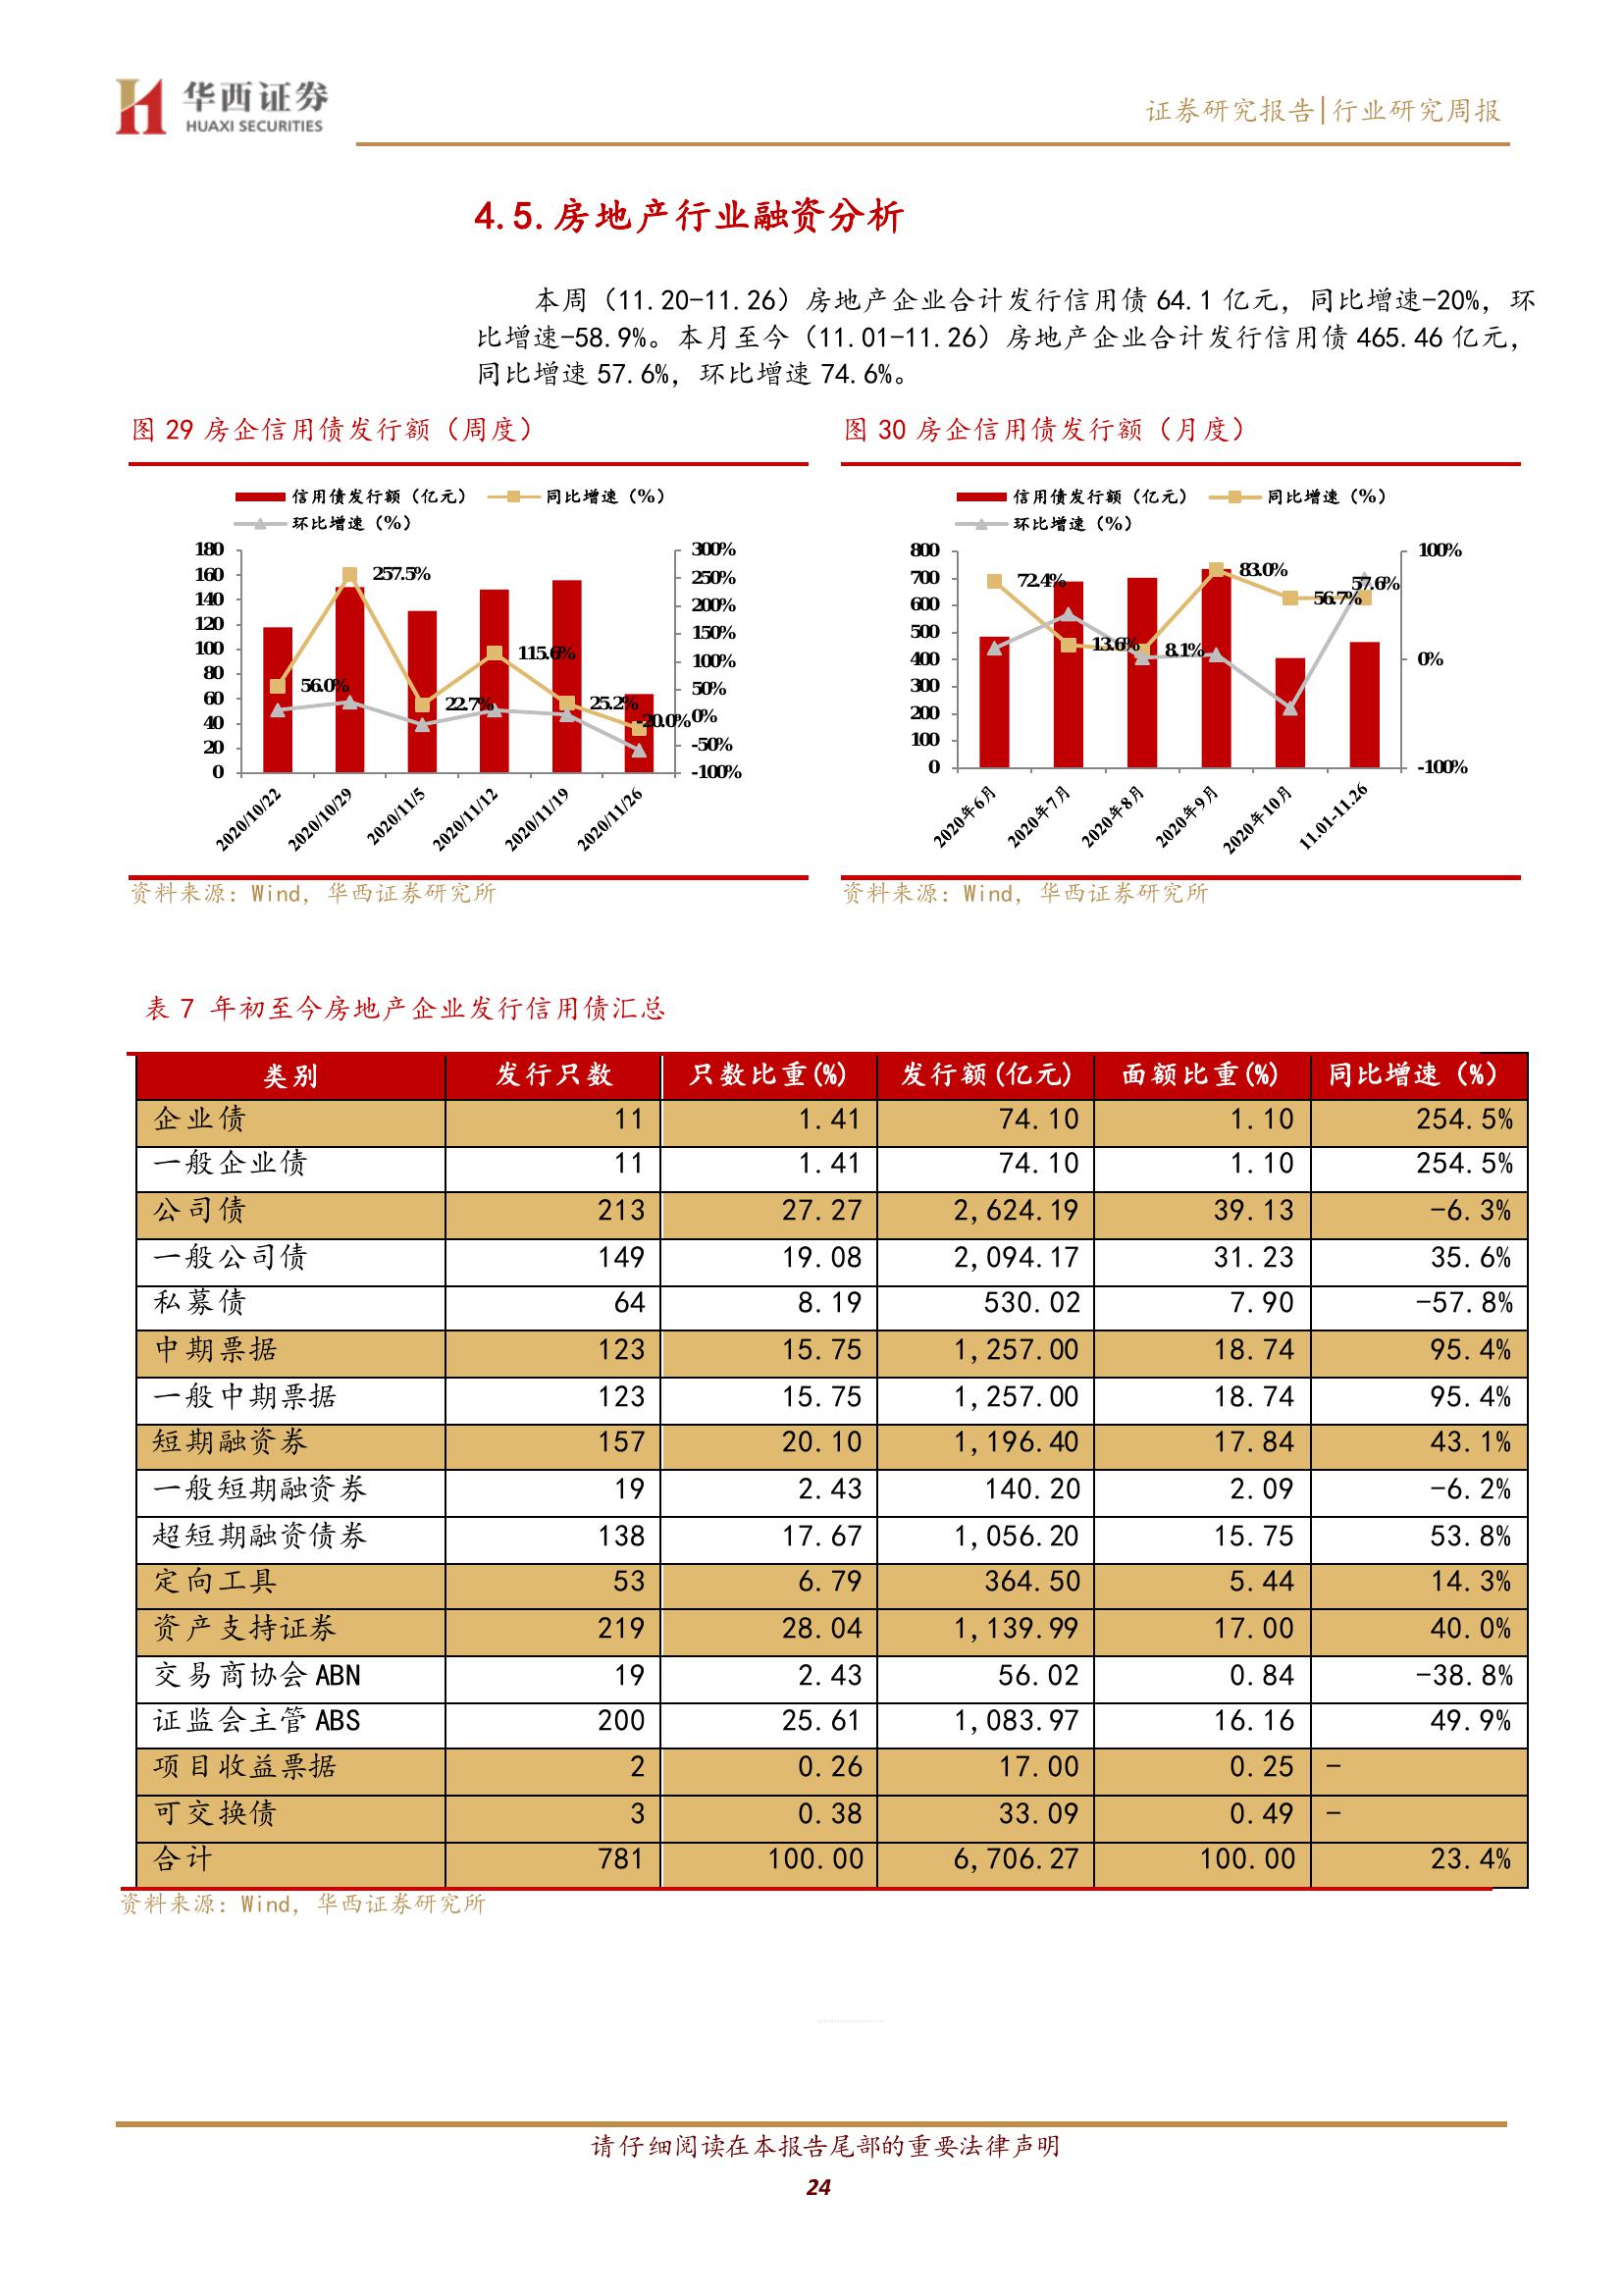 华西证券
HUAXI SECURITIES
证券研究报告|行业研究周报
4.5.房地产行业融资分析
本周（11.20-11.26）房地产企业合计发行信用债 64.1 亿元，同比增速-20%，环
比增速-58.9%。本月至今（11.01-11.26）房地产企业合计发行信用债 465.46 亿元，
同比增速 57.6%，环比增速 74.6%。
图 29 房企信用债发行额（周度）
信用债发行额（亿元） 同比增速（%）
环比增速（%）
180
160
140
120
100
80
60
40
20
0
300%
250%
200%
150%
100%
50%
0%
-50%
-100%
56.0%
257.5%
22.7%
115.6%
25.2%
-20.0%
2020/10/22
2020/10/29
2020/11/5
2020/11/12
2020/11/19
2020/11/26
资料来源：Wind，华西证券研究所
图 30 房企信用债发行额（月度）
信用债发行额（亿元） 同比增速（%）
环比增速（%）
800
700
600
500
400
300
200
100
0
100%
0%
-100%
72.4%
13.6%
8.1%
83.0%
56.7%
57.6%
2020年6月
2020年7月
2020年8月
2020年9月
2020年10月
11.01-11.26
资料来源：Wind，华西证券研究所
表 7 年初至今房地产企业发行信用债汇总
类别 发行只数 只数比重(%) 发行额(亿元) 面额比重(%) 同比增速（%）
企业债 11 1.41 74.10 1.10 254.5%
一般企业债 11 1.41 74.10 1.10 254.5%
公司债 213 27.27 2,624.19 39.13 -6.3%
一般公司债 149 19.08 2,094.17 31.23 35.6%
私募债 64 8.19 530.02 7.90 -57.8%
中期票据 123 15.75 1,257.00 18.74 95.4%
一般中期票据 123 15.75 1,257.00 18.74 95.4%
短期融资券 157 20.10 1,196.40 17.84 43.1%
一般短期融资券 19 2.43 140.20 2.09 -6.2%
超短期融资债券 138 17.67 1,056.20 15.75 53.8%
定向工具 53 6.79 364.50 5.44 14.3%
资产支持证券 219 28.04 1,139.99 17.00 40.0%
交易商协会 ABN 19 2.43 56.02 0.84 -38.8%
证监会主管 ABS 200 25.61 1,083.97 16.16 49.9%
项目收益票据 2 0.26 17.00 0.25 -
可交换债 3 0.38 33.09 0.49 -
合计 781 100.00 6,706.27 100.00 23.4%
资料来源：Wind，华西证券研究所
请仔细阅读在本报告尾部的重要法律声明
24